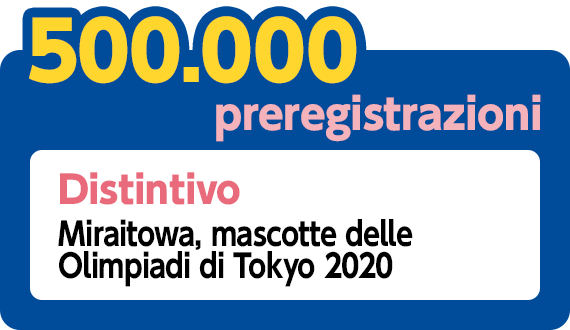 500.000
preregistrazioni
Distintivo
Miraitowa, mascotte delle
Olimpiadi di Tokyo 2020